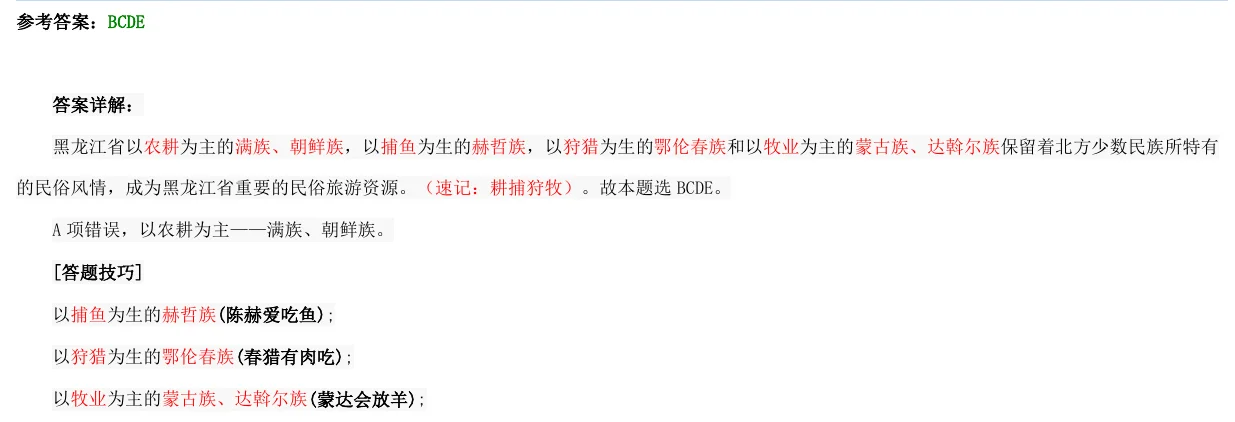 参考答案：BCDE
答案详解：
黑龙江省以农耕为主的满族、朝鲜族，以捕鱼为生的赫哲族，以狩猎为生的鄂伦春族和以牧业为主的蒙古族、达斡尔族保留着北方少数民族所特有
的民俗风情，成为黑龙江省重要的民俗旅游资源。（速记：耕捕狩牧）。故本题选 BCDE。
A 项错误，以农耕为主——满族、朝鲜族。
[答题技巧]
以捕鱼为生的赫哲族(陈赫爱吃鱼);
以狩猎为生的鄂伦春族(春猎有肉吃);
以牧业为主的蒙古族、达斡尔族(蒙达会放羊);